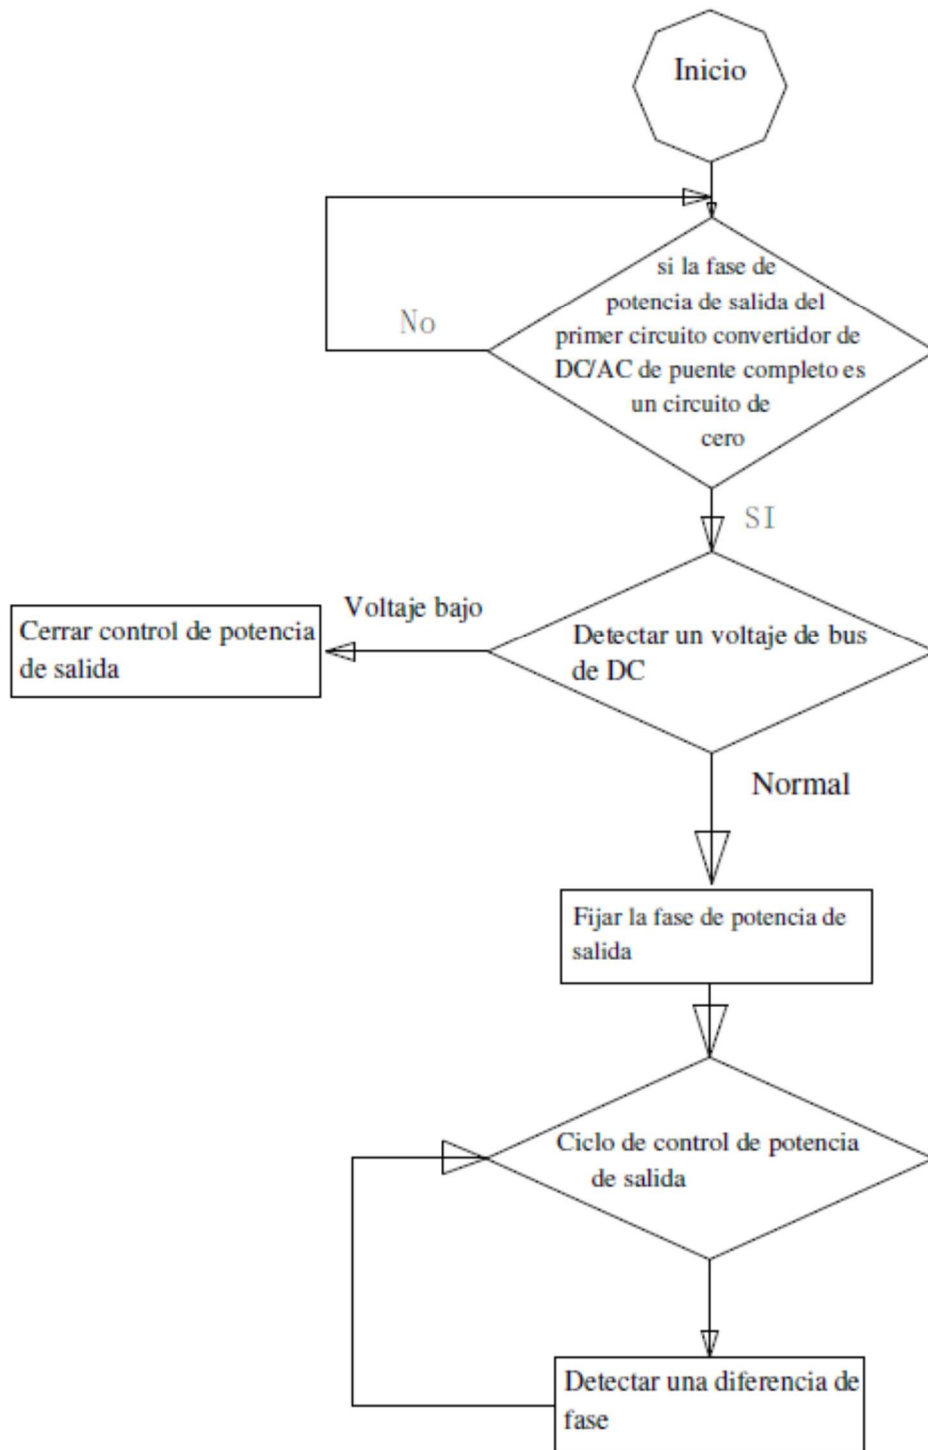 Inicio
si la fase de
potencia de salida del
primer circuito convertidor de
DC/AC de puente completo es
un circuito de
cero
No
SI
Voltaje bajo
Cerrar control de potencia
de salida
Detectar un voltaje de bus
de DC
Normal
Fijar la fase de potencia de
salida
Ciclo de control de potencia
de salida
Detectar una diferencia de
fase